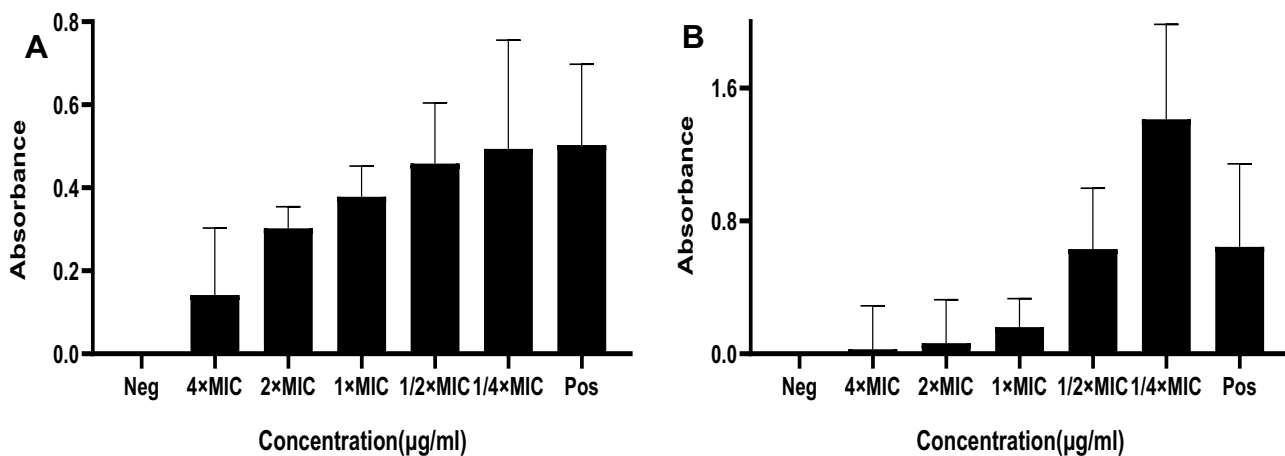 A
Absorbance
0.8
0.6
0.4
0.2
0.0
Neg 4×MIC 2×MIC 1×MIC 1/2×MIC 1/4×MIC Pos
Concentration(µg/ml)
B
Absorbance
1.6
0.8
0.0
Neg 4×MIC 2×MIC 1×MIC 1/2×MIC 1/4×MIC Pos
Concentration(µg/ml)